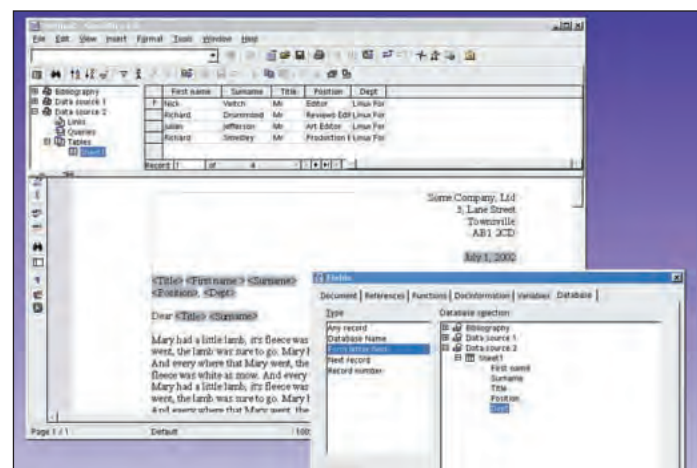 File Edit View Insert Format Tools Window Help
First name Surname Title Position Dept
Nick Veitch Mr Editor Linux For
Richard Drummond Mr Reviews Edit Linux For
Julian Jefferson Mr Art Editor Linux For
Richard Smedley Mr Production E Linux For
Record 1 of 4
Bibliography
Data source 1
Data source 2
Links
Queries
Tables
Sheet1
Some Company, Ltd
3, Lane Street
Townsville
AB1 2CD
July 1, 2002
<Title> <First name > <Surname>
<Position>, <Dept>
Dear <Title> <Surname>
Mary had a little lamb, it's fleece was
went, the lamb was sure to go. Mary h
And every where that Mary went, the
fleece was white as snow. And every
Mary had a little lamb, it's fleece was
went, the lamb was sure to go. Mary h
And every where that Mary went, the
Page 1 / 1 Default 100
Fields
Document References Functions DocInformation Variables Database
Type
Any record
Database Name
Form letter field
Next record
Record number
Database selection
Bibliography
Data source 1
Data source 2
Sheet1
First name
Surname
Title
Position
Dept